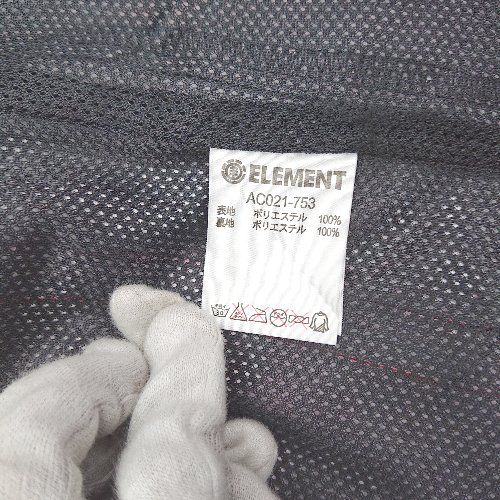 ELEMENT
AC021-753
表地 ポリエステル 100%
裏地 ポリエステル 100%